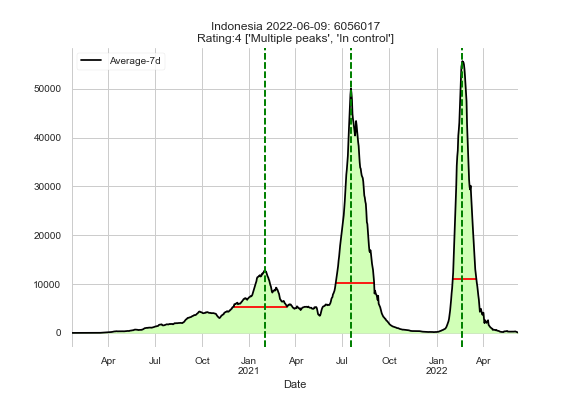 Indonesia 2022-06-09: 6056017
Rating:4 ['Multiple peaks', 'In control']
Average-7d
50000
40000
30000
20000
10000
0
Apr
Jul
Oct
Jan
2021
Apr
Jul
Oct
Jan
2022
Apr
Date